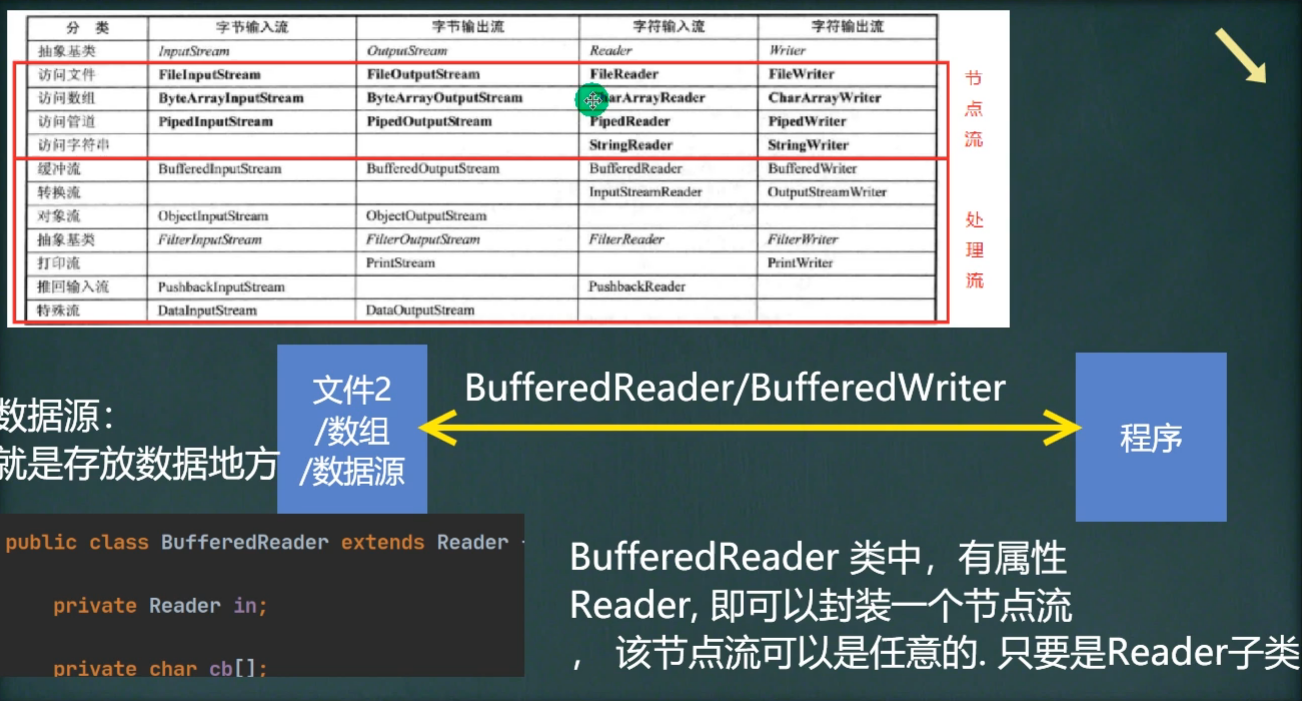 分 类 字节输入流 字节输出流 字符输入流 字符输出流
抽象基类 InputStream OutputStream Reader Writer
访问文件 FileInputStream FileOutputStream FileReader FileWriter
访问数组 ByteArrayInputStream ByteArrayOutputStream harArrayReader CharArrayWriter
访问管道 PipedInputStream PipedOutputStream PipedReader PipedWriter
访问字符串 StringReader StringWriter
缓冲流 BufferedInputStream BufferedOutputStream BufferedReader BufferedWriter
转换流 InputStreamReader OutputStreamWriter
对象流 ObjectInputStream ObjectOutputStream
抽象基类 FilterInputStream FilterOutputStream FilterReader FilterWriter
打印流 PrintStream PrintWriter
推回输入流 PushbackInputStream PushbackReader
特殊流 DataInputStream DataOutputStream
节
点
流
处
理
流
数据源：
就是存放数据地方
文件2
/数组
/数据源
BufferedReader/BufferedWriter
程序
public class BufferedReader extends Reader
private Reader in;
private char cb[];
BufferedReader 类中，有属性
Reader, 即可以封装一个节点流
， 该节点流可以是任意的. 只要是Reader子类